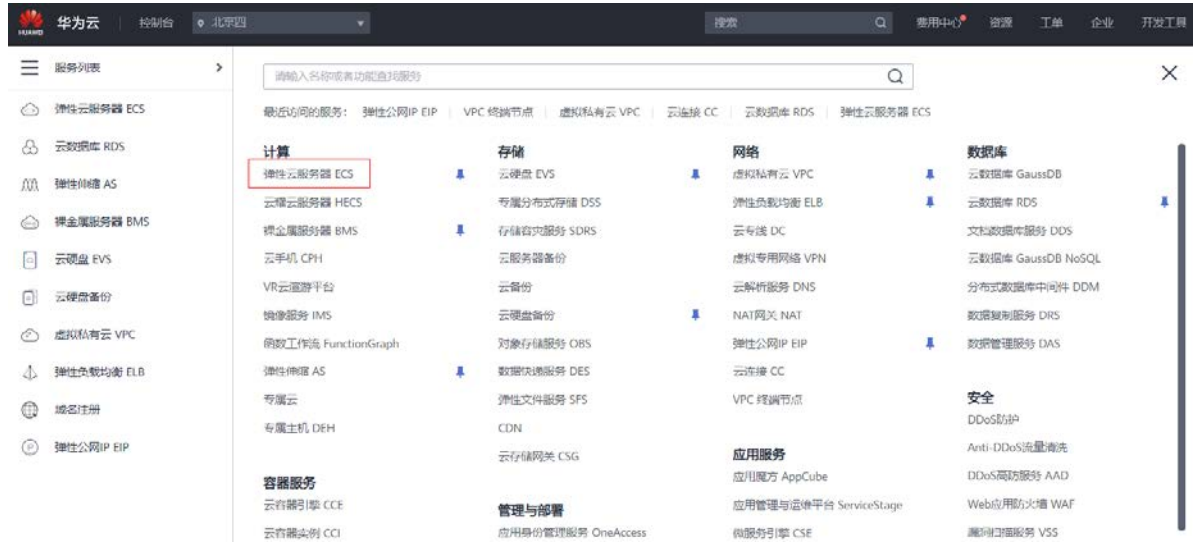 HUAWEI 华为云 控制台 北京四 搜索 费用中心 资源 工单 企业 开发工具
服务列表
弹性云服务器 ECS
云数据库 RDS
弹性伸缩 AS
裸金属服务器 BMS
云硬盘 EVS
云硬盘备份
虚拟私有云 VPC
弹性负载均衡 ELB
域名注册
弹性公网IP EIP
请输入名称或者功能查找服务
最近访问的服务: 弹性公网IP EIP VPC 终端节点 虚拟私有云 VPC 云连接 CC 云数据库 RDS 弹性云服务器 ECS
计算
弹性云服务器 ECS
云耀云服务器 HECS
裸金属服务器 BMS
云手机 CPH
VR云渲游平台
镜像服务 IMS
函数工作流 FunctionGraph
弹性伸缩 AS
专属云
专属主机 DEH
容器服务
云容器引擎 CCE
云容器实例 CCI
存储
云硬盘 EVS
专属分布式存储 DSS
存储容灾服务 SDRS
云服务器备份
云备份
云硬盘备份
对象存储服务 OBS
数据快递服务 DES
弹性文件服务 SFS
CDN
云存储网关 CSG
管理与部署
应用身份管理服务 OneAccess
网络
虚拟私有云 VPC
弹性负载均衡 ELB
云专线 DC
虚拟专用网络 VPN
云解析服务 DNS
NAT网关 NAT
弹性公网IP EIP
云连接 CC
VPC 终端节点
应用服务
应用魔方 AppCube
应用管理与运维平台 ServiceStage
微服务引擎 CSE
数据库
云数据库 GaussDB
云数据库 RDS
文档数据库服务 DDS
云数据库 GaussDB NoSQL
分布式数据库中间件 DDM
数据复制服务 DRS
数据管理服务 DAS
安全
DDoS防护
Anti-DDoS流量清洗
DDoS高防服务 AAD
Web应用防火墙 WAF
漏洞扫描服务 VSS